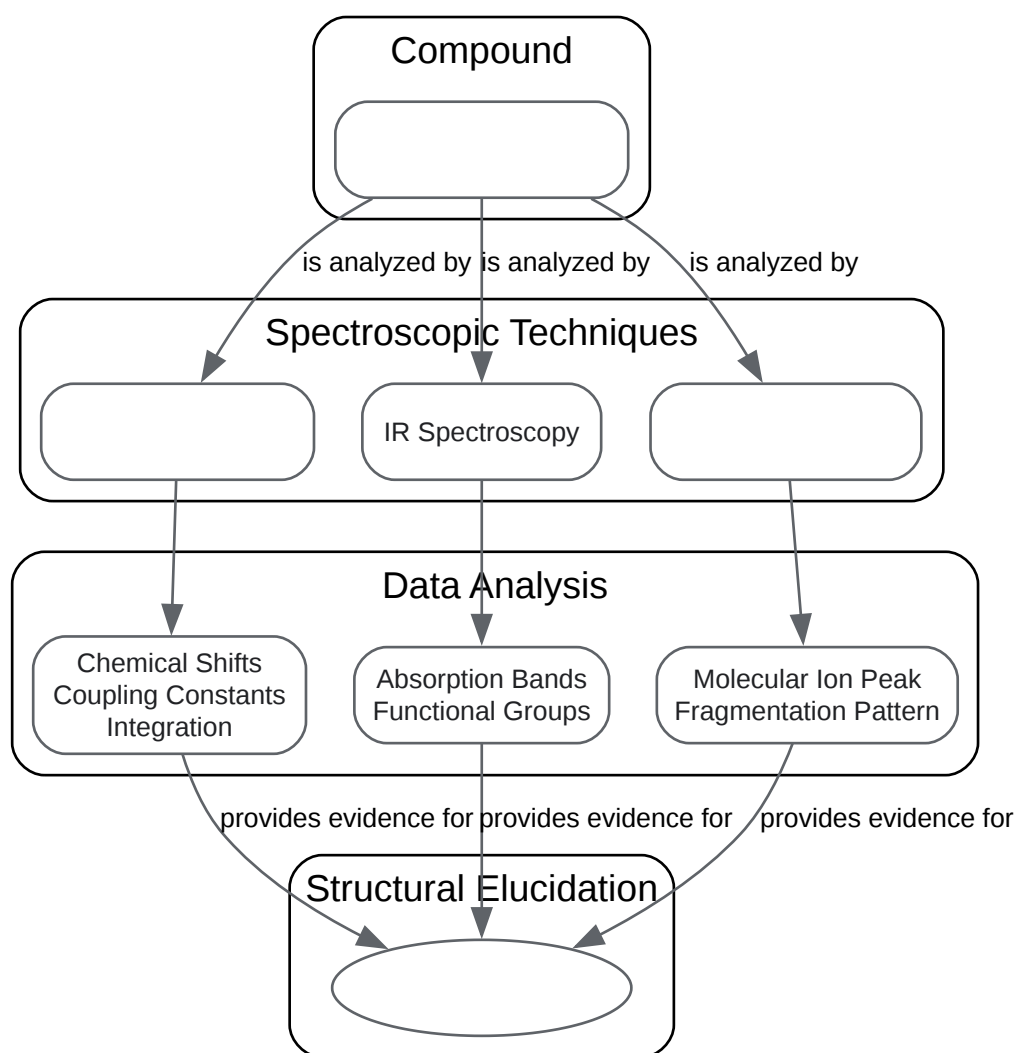 Compound
is analyzed by
is analyzed by
is analyzed by
Spectroscopic Techniques
IR Spectroscopy
Data Analysis
Chemical Shifts
Coupling Constants
Integration
Absorption Bands
Functional Groups
Molecular Ion Peak
Fragmentation Pattern
provides evidence for
provides evidence for
provides evidence for
Structural Elucidation